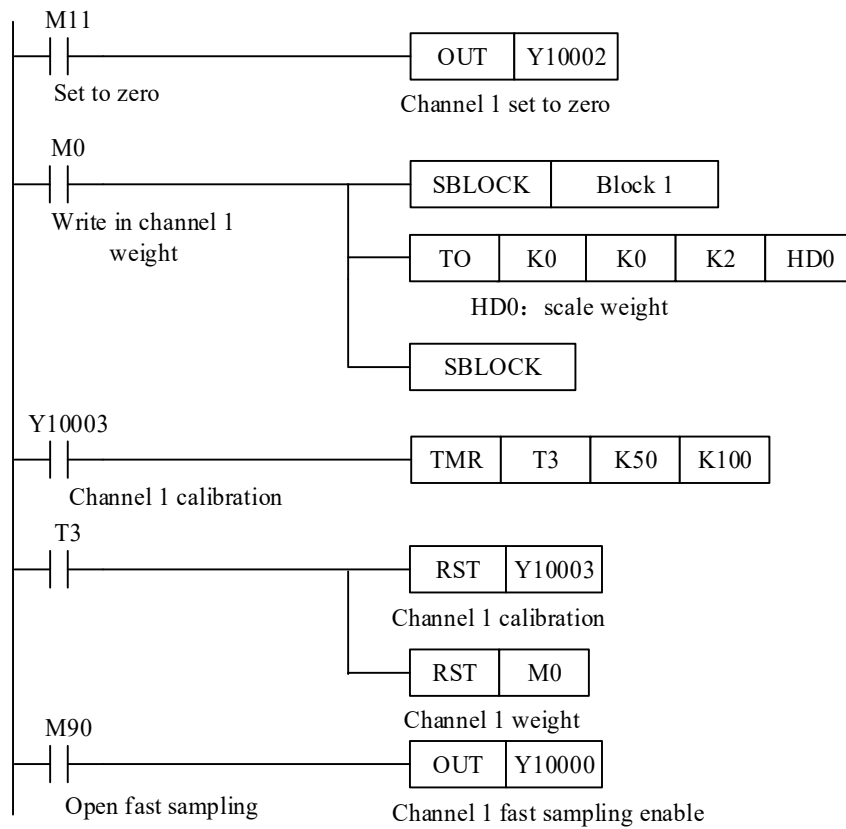 M11
OUT Y10002
Set to zero
Channel 1 set to zero
M0
SBLOCK Block 1
Write in channel 1
weight
TO K0 K0 K2 HD0
HD0：scale weight
SBLOCK
Y10003
TMR T3 K50 K100
Channel 1 calibration
T3
RST Y10003
Channel 1 calibration
RST M0
Channel 1 weight
M90
OUT Y10000
Open fast sampling
Channel 1 fast sampling enable